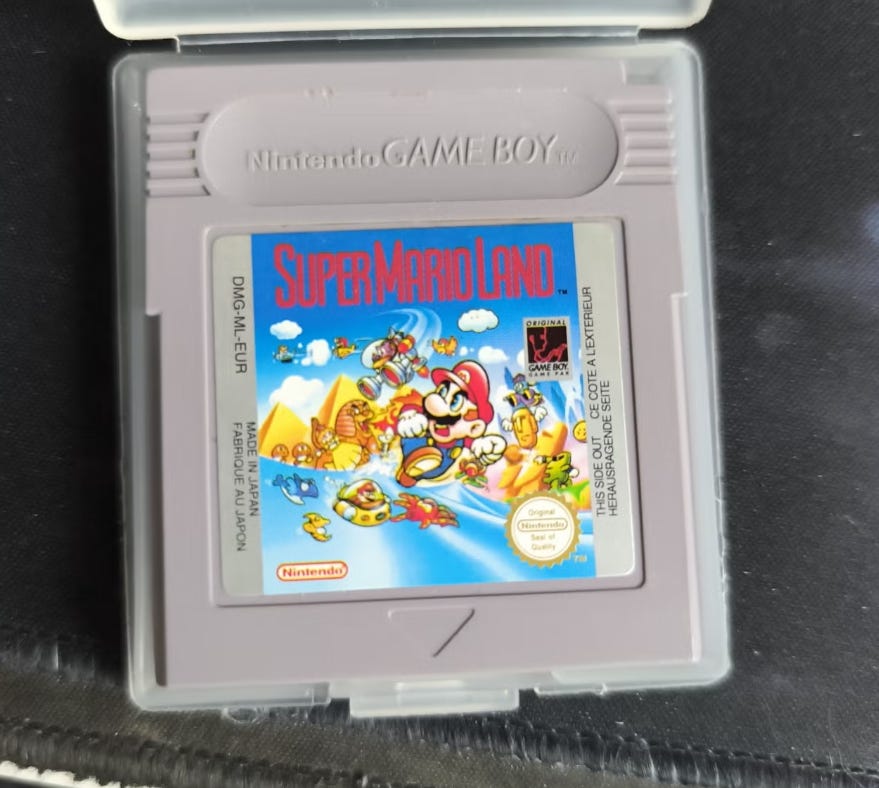 Nintendo GAME BOY TM
SUPER MARIO LAND TM
DMG-ML-EUR
MADE IN JAPAN
FABRIQUE AU JAPON
ORIGINAL
GAME BOY
GAME PAK
THIS SIDE OUT CE COTE A L'EXTERIEUR
HERAUSRAGENDE SEITE
Original
Nintendo
Seal of
Quality
TM
Nintendo